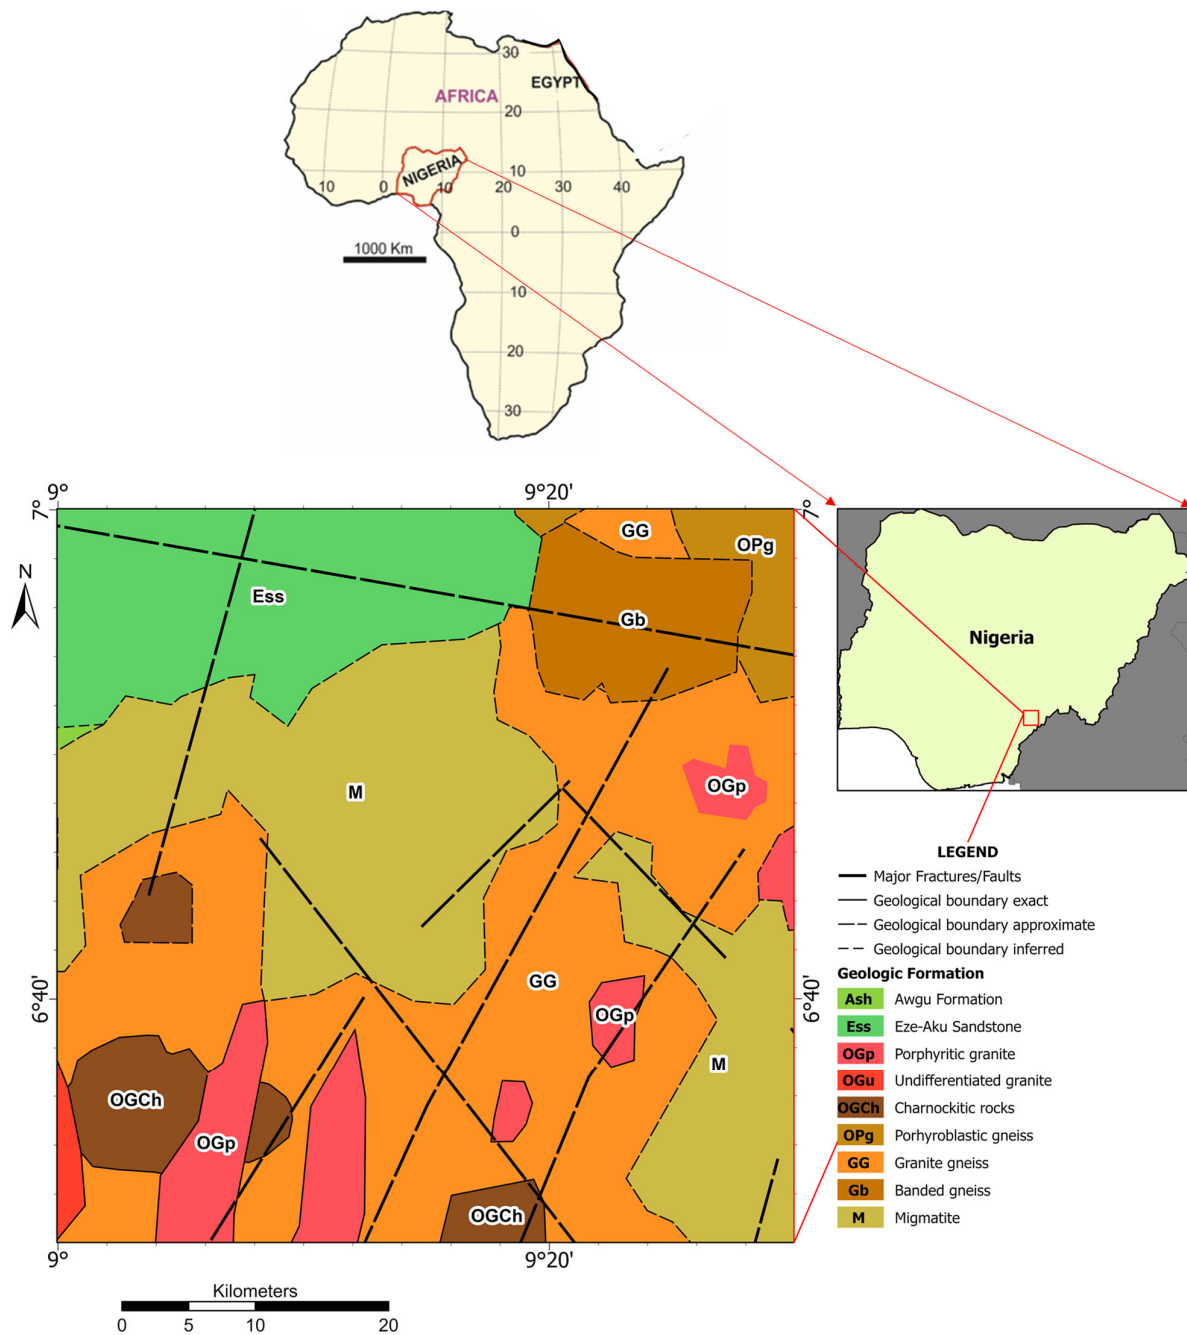 30
EGYPT
AFRICA
20
NIGERIA
10
10
0
10
20
30
40
0
1000 Km
10
20
30
9°
9°20'
7°
7°
N
GG
OPg
Ess
Gb
Nigeria
M
OGp
LEGEND
Major Fractures/Faults
Geological boundary exact
Geological boundary approximate
Geological boundary inferred
Geologic Formation
Ash Awgu Formation
Ess Eze-Aku Sandstone
OGp Porphyritic granite
OGu Undifferentiated granite
OGCh Charnockitic rocks
OPg Porhyroblastic gneiss
GG Granite gneiss
Gb Banded gneiss
M Migmatite
GG
6°40'
6°40'
OGp
M
OGCh
OGp
OGCh
9°
9°20'
Kilometers
0 5 10 20